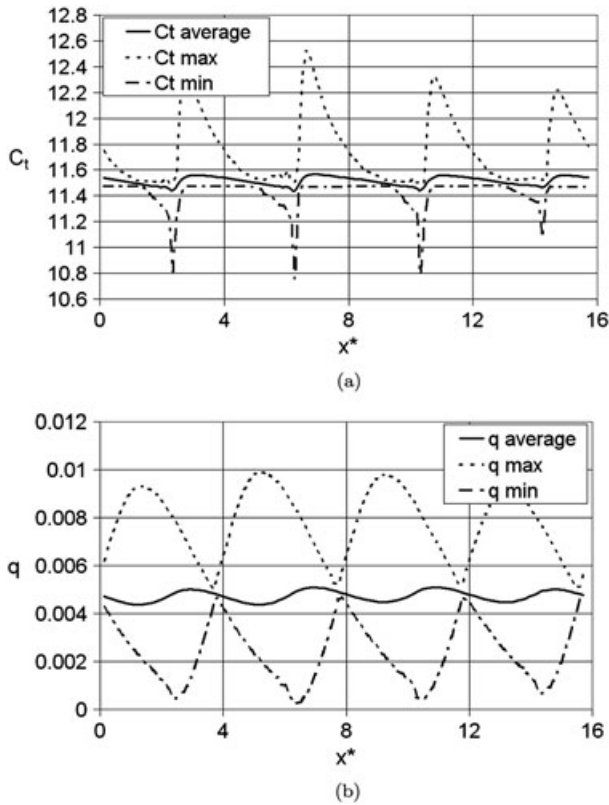 12.8
12.6
12.4
12.2
12
11.8
11.6
11.4
11.2
11
10.8
10.6
Ct
Ct average
Ct max
Ct min
0 4 8 12 16
x*
(a)
0.012
0.01
0.008
0.006
0.004
0.002
0
q
q average
q max
q min
0 4 8 12 16
x*
(b)